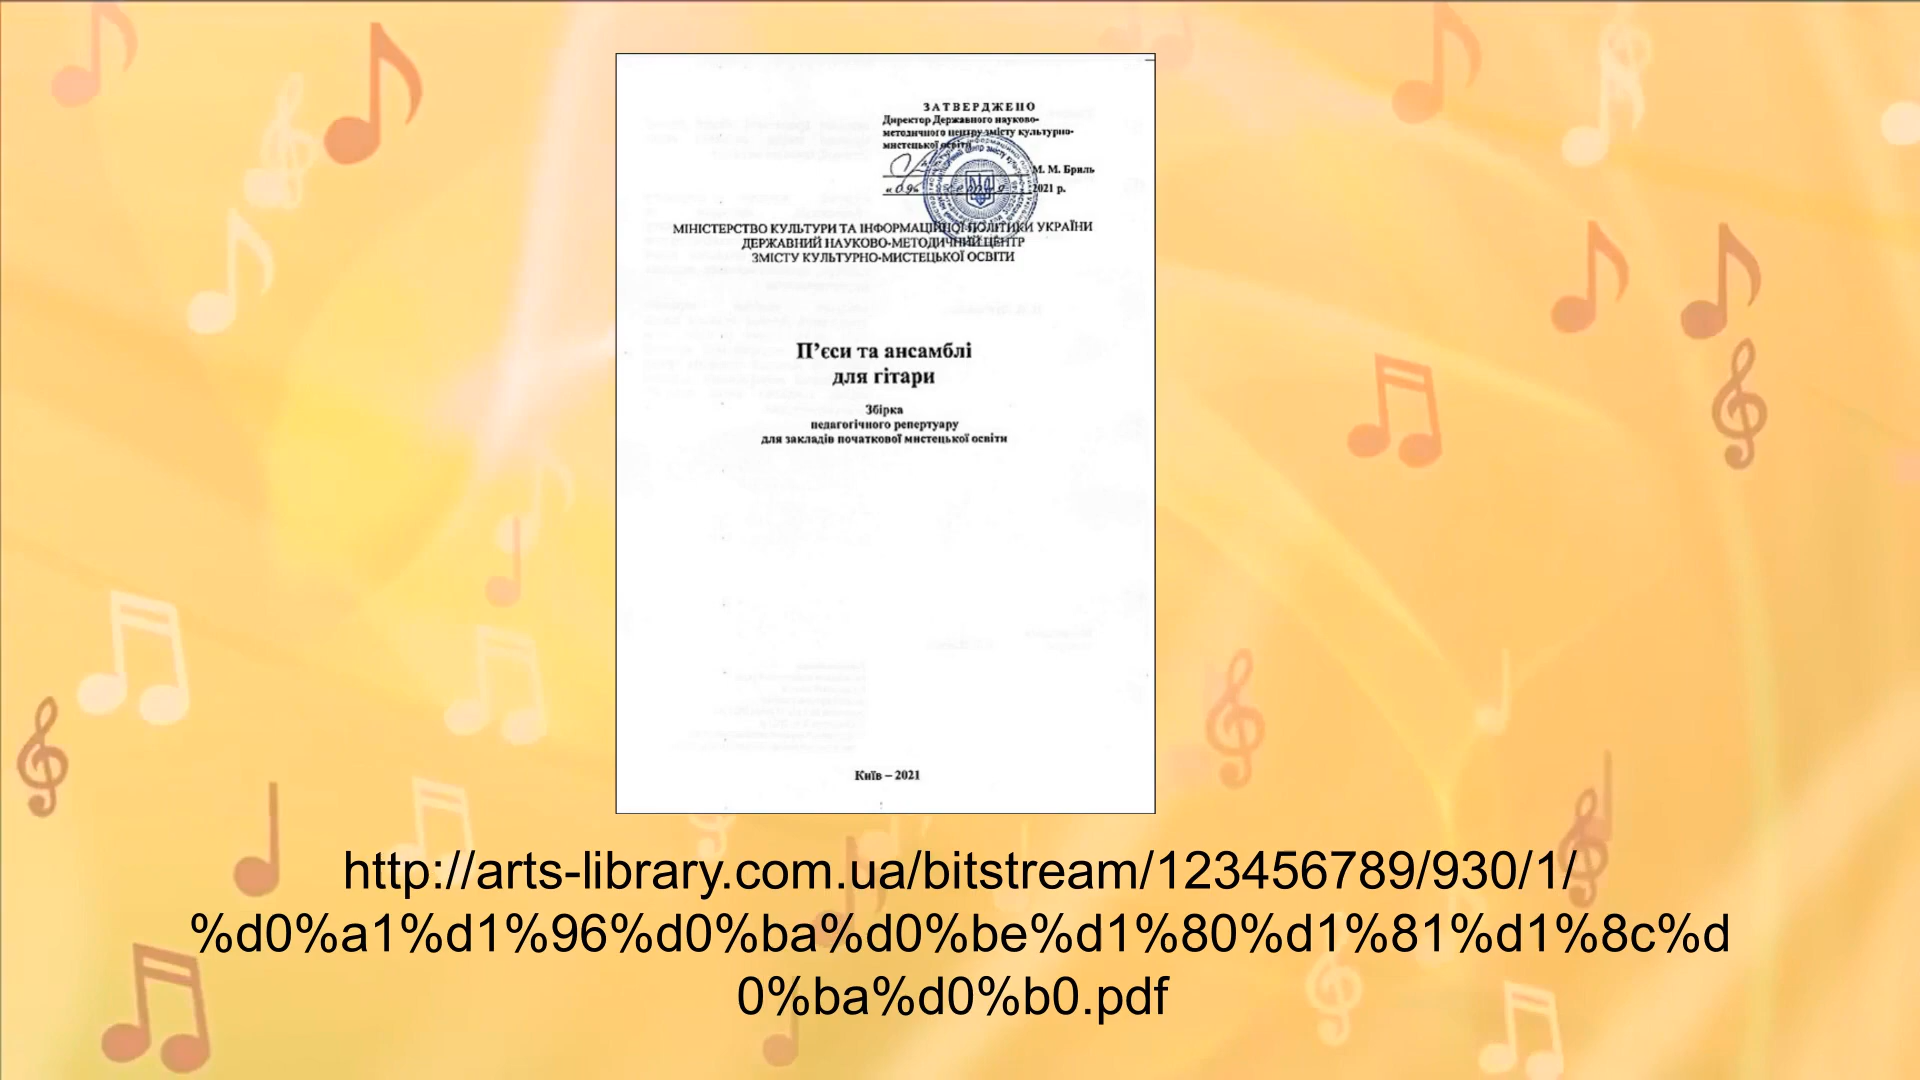 ЗАТВЕРДЖЕНО
Директор Державного науково-
методичного центру змісту культурно-
мистецької освіти
М. М. Бриль
« 09 » серпня 2021 р.
МІНІСТЕРСТВО КУЛЬТУРИ ТА ІНФОРМАЦІЙНОЇ ПОЛІТИКИ УКРАЇНИ
ДЕРЖАВНИЙ НАУКОВО-МЕТОДИЧНИЙ ЦЕНТР
ЗМІСТУ КУЛЬТУРНО-МИСТЕЦЬКОЇ ОСВІТИ
П’єси та ансамблі
для гітари
Збірка
педагогічного репертуару
для закладів початкової мистецької освіти
Київ – 2021
http://arts-library.com.ua/bitstream/123456789/930/1/
%d0%a1%d1%96%d0%ba%d0%be%d1%80%d1%81%d1%8c%d
0%ba%d0%b0.pdf